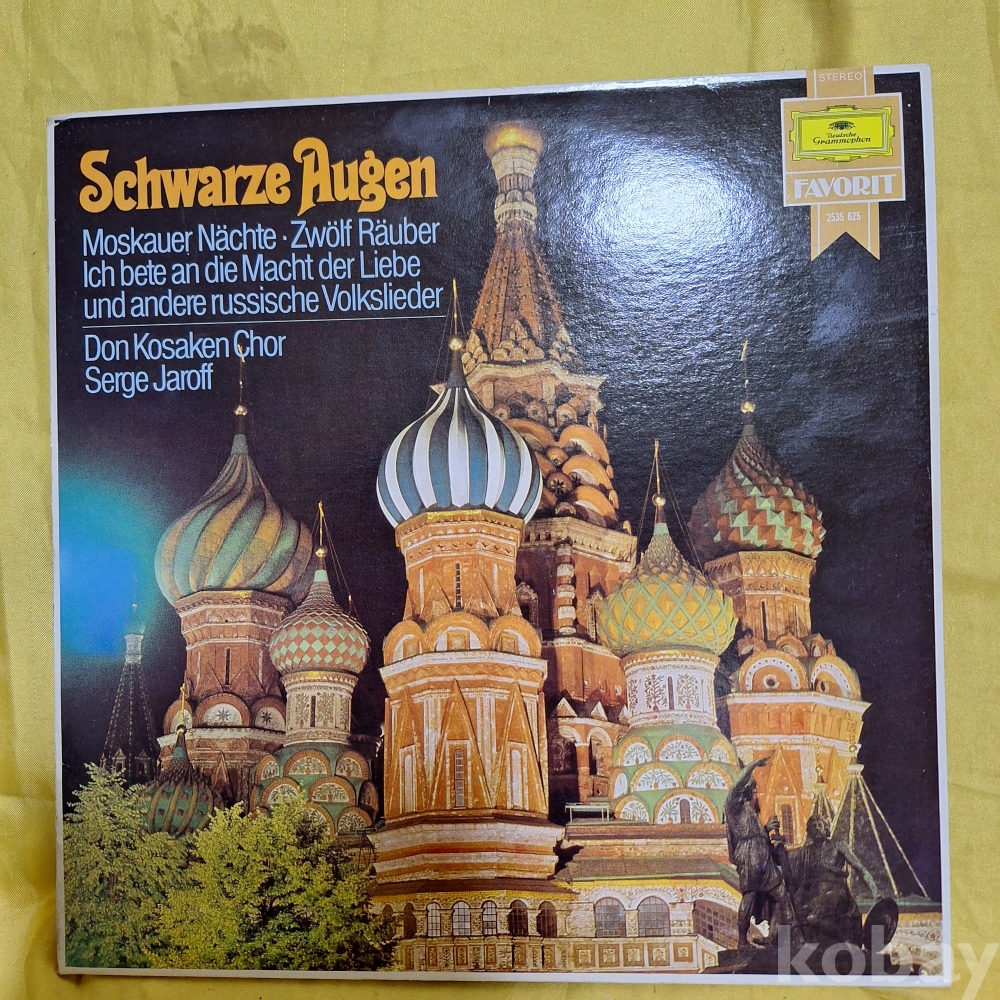 STEREO
Deutsche
Grammophon
FAVORIT
2535 625
Schwarze Augen
Moskauer Nächte · Zwölf Räuber
Ich bete an die Macht der Liebe
und andere russische Volkslieder
Don Kosaken Chor
Serge Jaroff
kobay